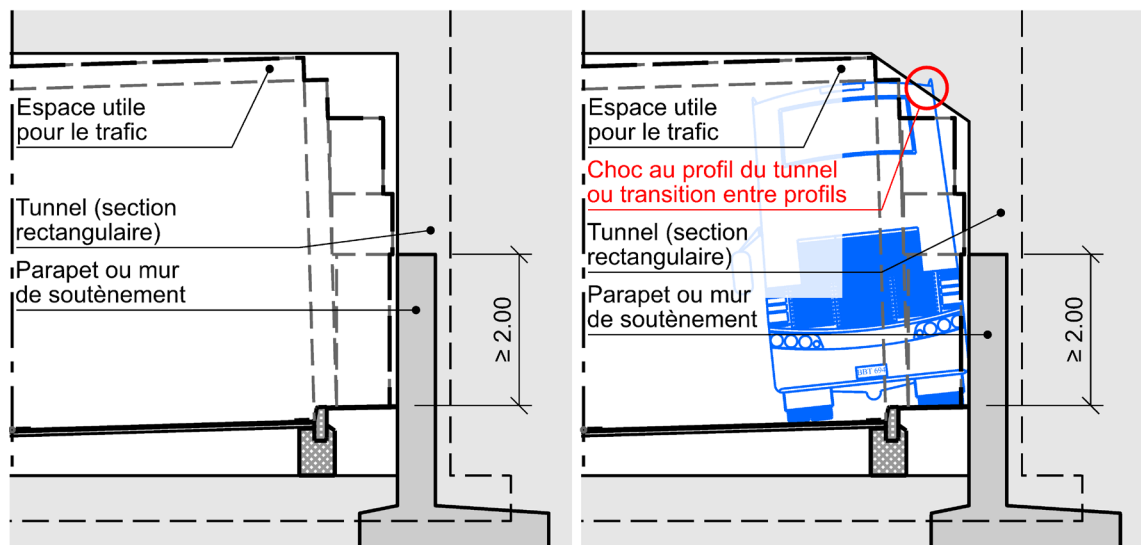 Espace utile
pour le trafic
Tunnel (section
rectangulaire)
Parapet ou mur
de soutènement
≥ 2.00
Espace utile
pour le trafic
Choc au profil du tunnel
ou transition entre profils
Tunnel (section
rectangulaire)
Parapet ou mur
de soutènement
BBT 694
≥ 2.00